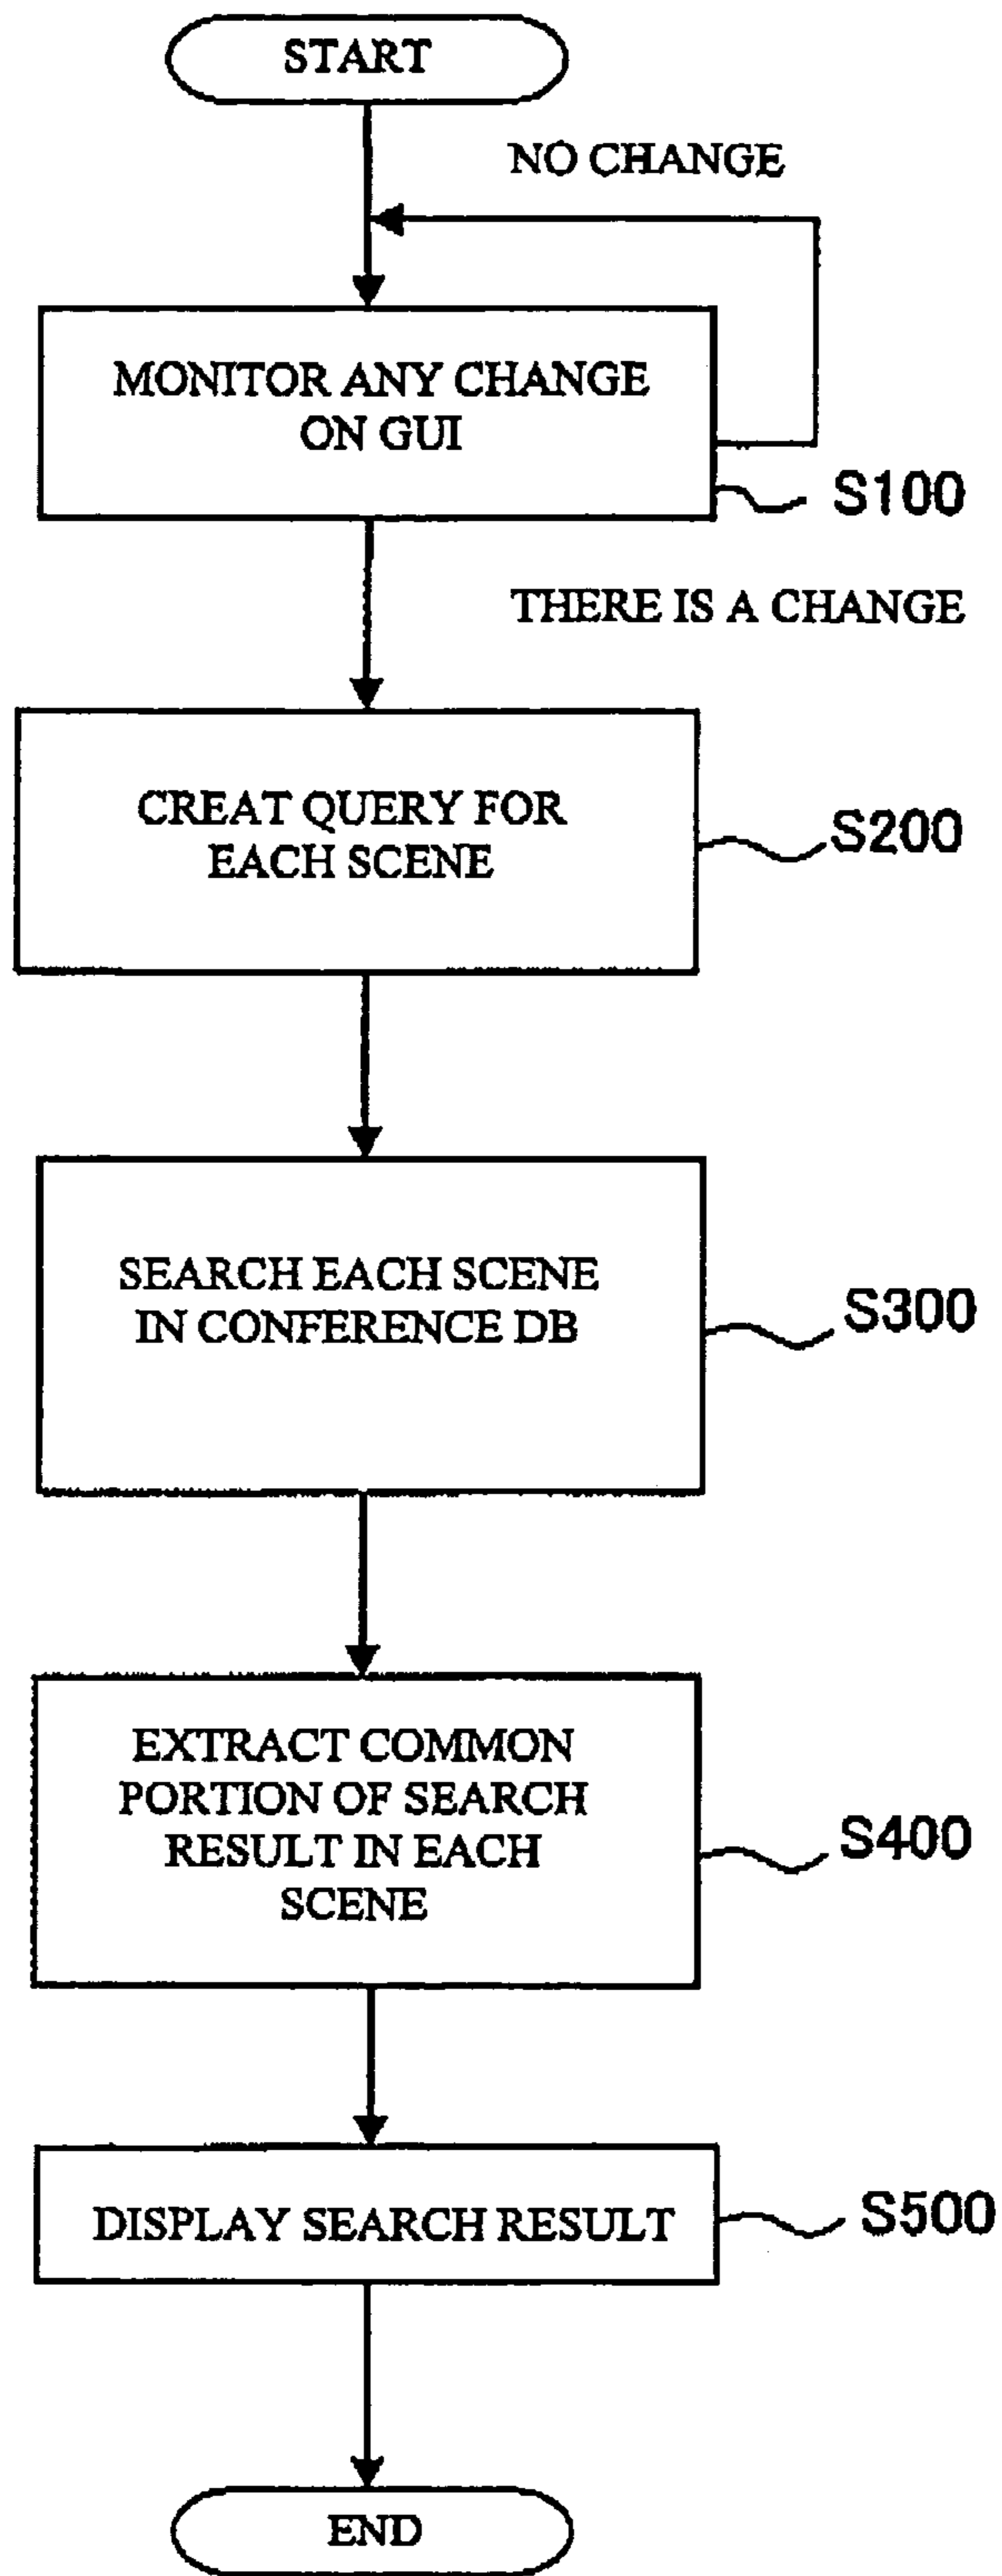 START
NO CHANGE
MONITOR ANY CHANGE
ON GUI
S100
THERE IS A CHANGE
CREAT QUERY FOR
EACH SCENE
S200
SEARCH EACH SCENE
IN CONFERENCE DB
S300
EXTRACT COMMON
PORTION OF SEARCH
RESULT IN EACH
SCENE
S400
DISPLAY SEARCH RESULT
S500
END